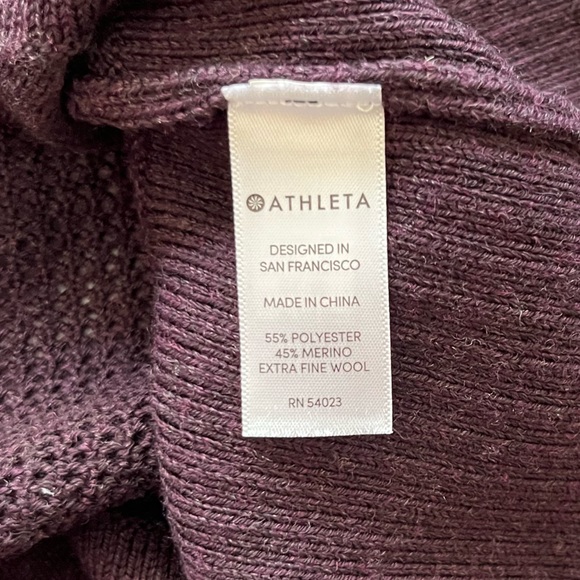 ATHLETA
DESIGNED IN
SAN FRANCISCO
MADE IN CHINA
55% POLYESTER
45% MERINO
EXTRA FINE WOOL
RN 54023